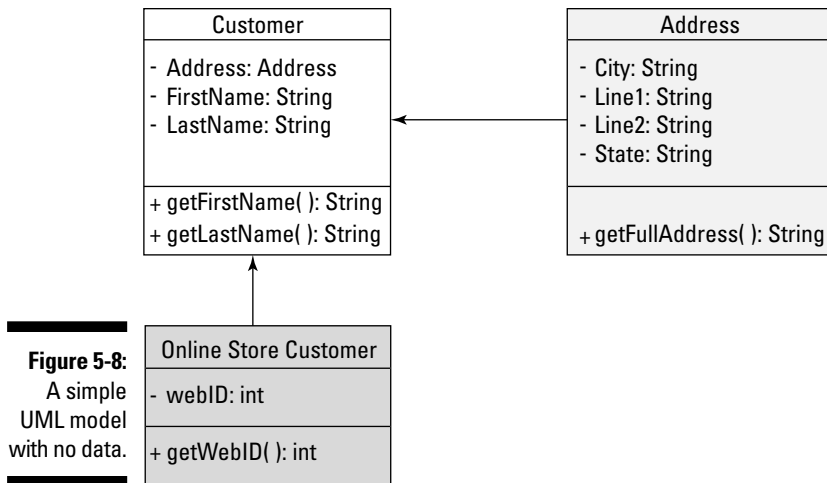 Customer
- Address: Address
- FirstName: String
- LastName: String
+ getFirstName( ): String
+ getLastName( ): String
Address
- City: String
- Line1: String
- Line2: String
- State: String
+ getFullAddress( ): String
Online Store Customer
- webID: int
+ getWebID( ): int
Figure 5-8:
A simple
UML model
with no data.